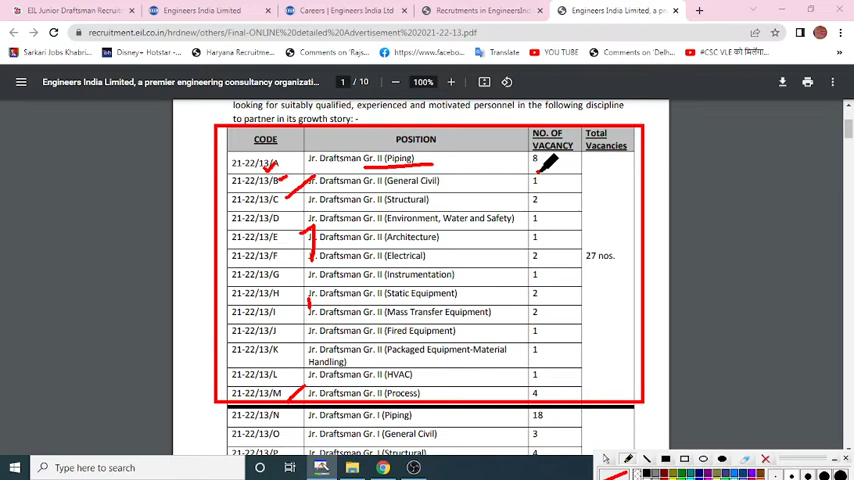 EIL Junior Draftsman Recruitm
Engineers India Limited
Careers | Engineers India Ltd
Recrutments in EngineersIndia
Engineers India Limited, a pre
recruitment.eil.co.in/hrdnew/others/Final-ONLINE%20detailed%20Advertisement%202021-22-13.pdf
Sarkari Jobs Khabri...
Disney+ Hotstar -...
Haryana Recruitme...
Comments on "Rajs...
https://www.faceb...
Translate
YOU TUBE
Comments on "Delh...
#CSC VLE को मिलेंगा...
Engineers India Limited, a premier engineering consultancy organizati...
1 / 10
100%
looking for suitably qualified, experienced and motivated personnel in the following discipline
to partner in its growth story: -
CODE POSITION NO. OF VACANCY Total Vacancies
21-22/13/A Jr. Draftsman Gr. II (Piping) 8
21-22/13/B Jr. Draftsman Gr. II (General Civil) 1
21-22/13/C Jr. Draftsman Gr. II (Structural) 2
21-22/13/D Jr. Draftsman Gr. II (Environment, Water and Safety) 1
21-22/13/E Jr. Draftsman Gr. II (Architecture) 1
21-22/13/F Jr. Draftsman Gr. II (Electrical) 2 27 nos.
21-22/13/G Jr. Draftsman Gr. II (Instrumentation) 1
21-22/13/H Jr. Draftsman Gr. II (Static Equipment) 2
21-22/13/I Jr. Draftsman Gr. II (Mass Transfer Equipment) 2
21-22/13/J Jr. Draftsman Gr. II (Fired Equipment) 1
21-22/13/K Jr. Draftsman Gr. II (Packaged Equipment-Material Handling) 1
21-22/13/L Jr. Draftsman Gr. II (HVAC) 1
21-22/13/M Jr. Draftsman Gr. II (Process) 4
21-22/13/N Jr. Draftsman Gr. I (Piping) 18
21-22/13/O Jr. Draftsman Gr. I (General Civil) 3
21-22/13/P Jr. Draftsman Gr. I (Structural) 4
Type here to search